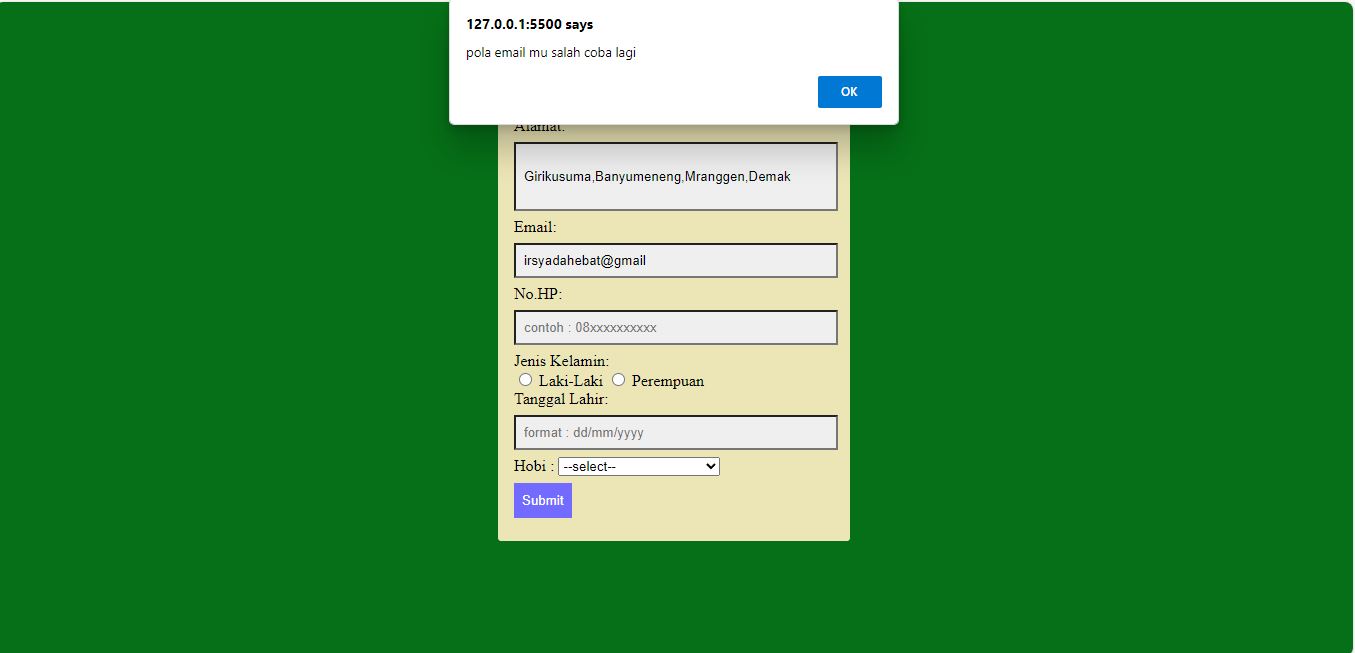 127.0.0.1:5500 says
pola email mu salah coba lagi
OK
Alamat:
Girikusuma,Banyumeneng,Mranggen,Demak
Email:
irsyadahebat@gmail
No.HP:
contoh : 08xxxxxxxxxx
Jenis Kelamin:
Laki-Laki Perempuan
Tanggal Lahir:
format : dd/mm/yyyy
Hobi : --select--
Submit